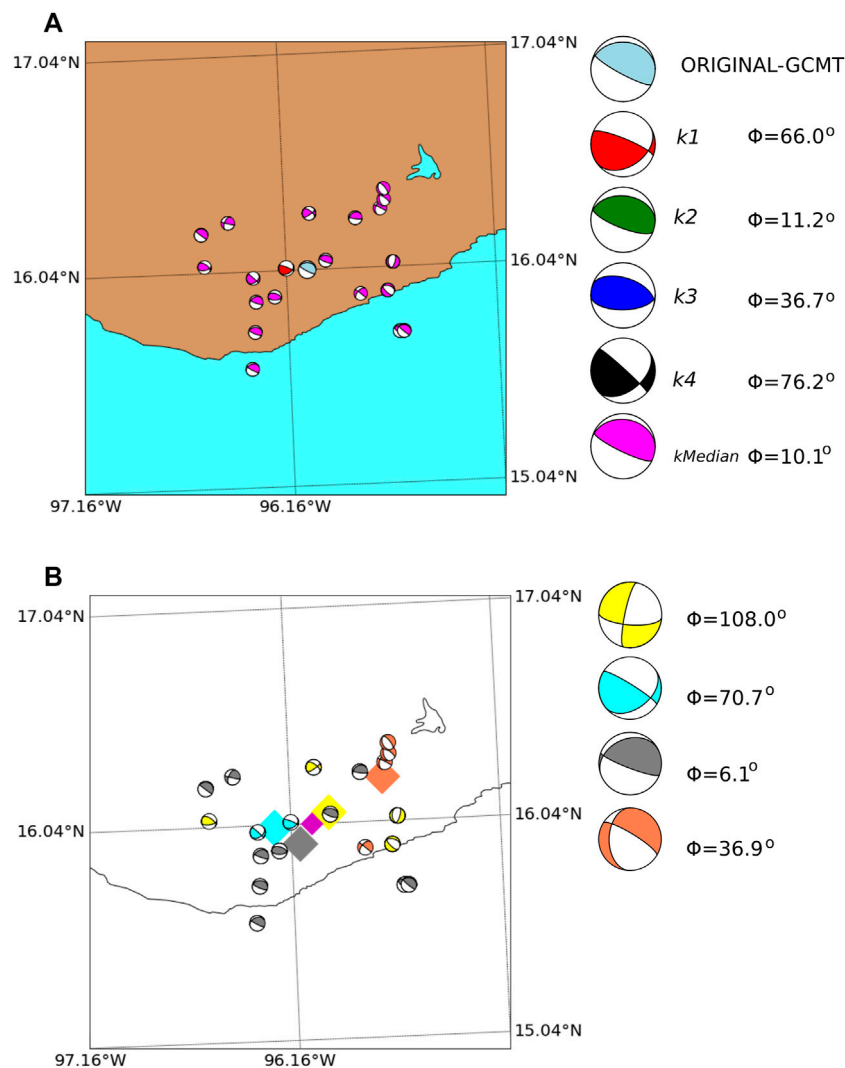 A
17.04°N
17.04°N
16.04°N
16.04°N
15.04°N
97.16°W
96.16°W
ORIGINAL-GCMT
k1 Φ=66.0°
k2 Φ=11.2°
k3 Φ=36.7°
k4 Φ=76.2°
kMedian Φ=10.1°
B
17.04°N
17.04°N
16.04°N
16.04°N
15.04°N
97.16°W
96.16°W
Φ=108.0°
Φ=70.7°
Φ=6.1°
Φ=36.9°